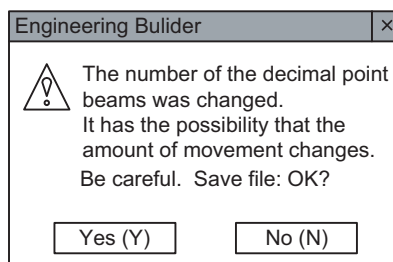 Engineering Bulider ×
The number of the decimal point
beams was changed.
It has the possibility that the
amount of movement changes.
Be careful. Save file: OK?
Yes (Y) No (N)